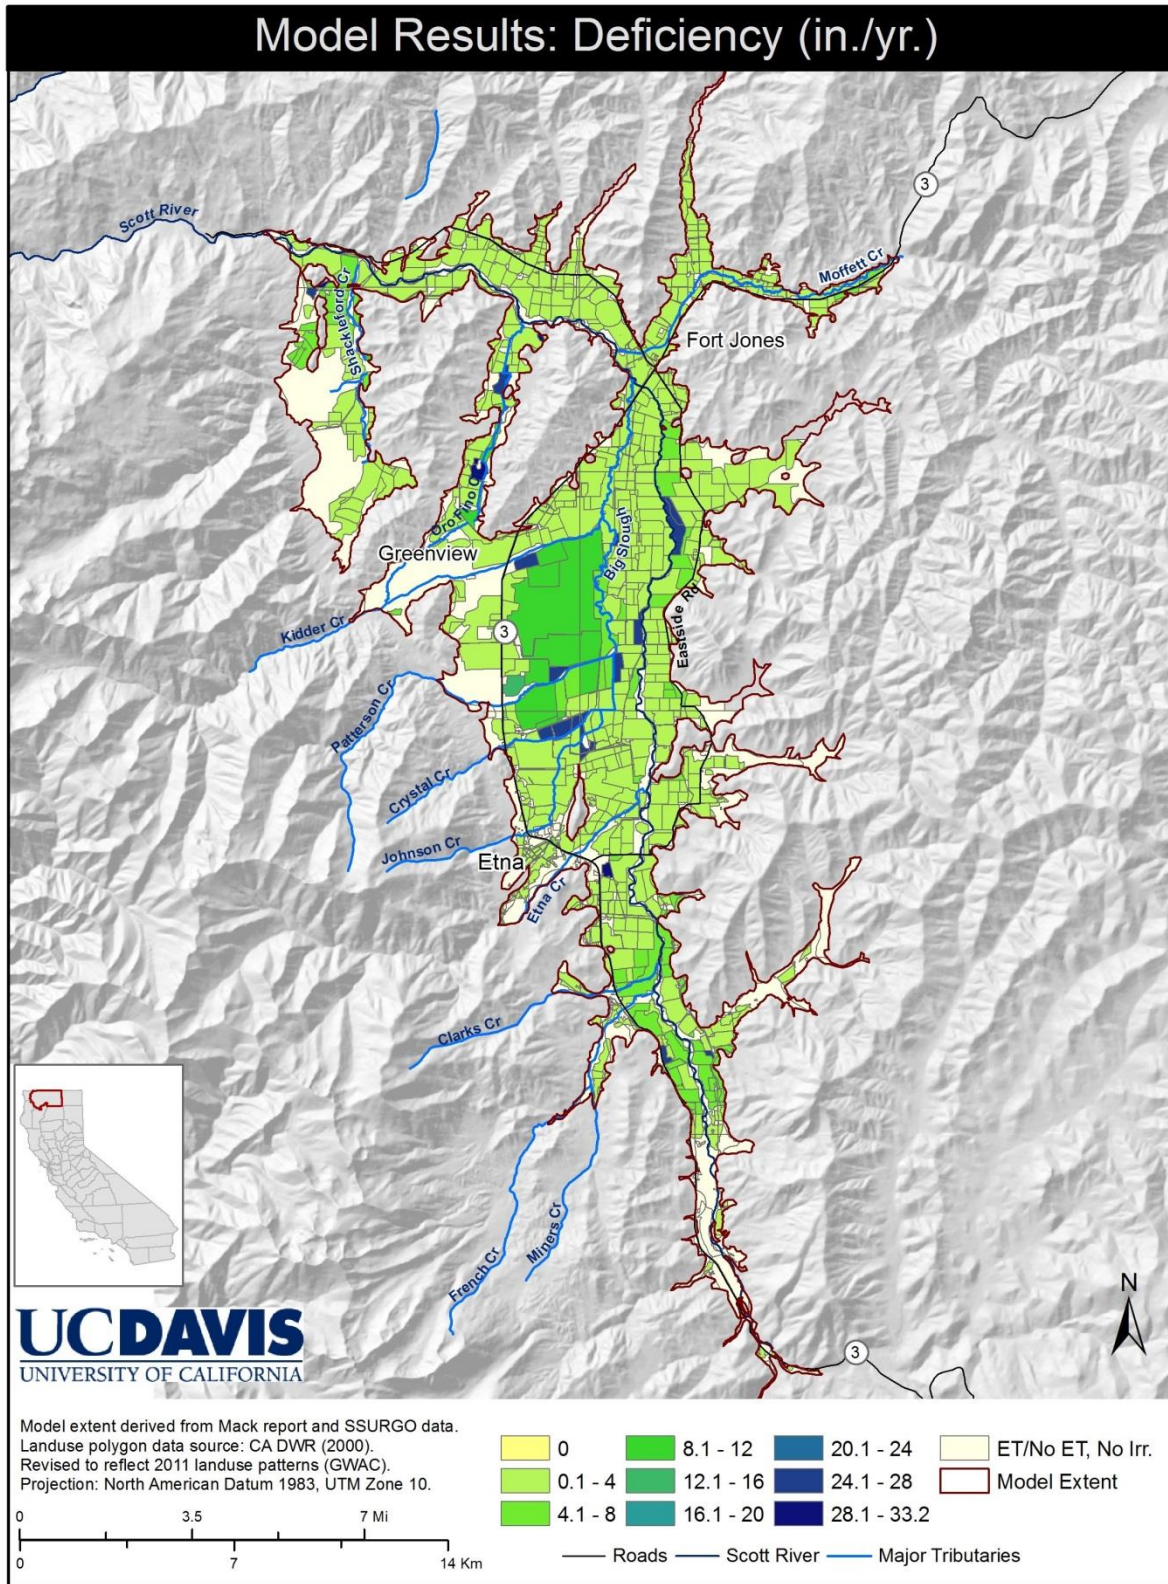 Model Results: Deficiency (in./yr.)
3
Scott River
Moffett Cr
Shackleford Cr
Fort Jones
Oro Fino Cr
Greenview
Big Slough
Eastside Rd
3
Kidder Cr
Patterson Cr
Crystal Cr
Johnson Cr
Etna
Etna Cr
Clarks Cr
French Cr
Miners Cr
N
3
UCDAVIS
UNIVERSITY OF CALIFORNIA
Model extent derived from Mack report and SSURGO data.
Landuse polygon data source: CA DWR (2000).
Revised to reflect 2011 landuse patterns (GWAC).
Projection: North American Datum 1983, UTM Zone 10.
0 3.5 7 Mi
0 7 14 Km
0 8.1 - 12 20.1 - 24 ET/No ET, No Irr.
0.1 - 4 12.1 - 16 24.1 - 28 Model Extent
4.1 - 8 16.1 - 20 28.1 - 33.2
Roads Scott River Major Tributaries